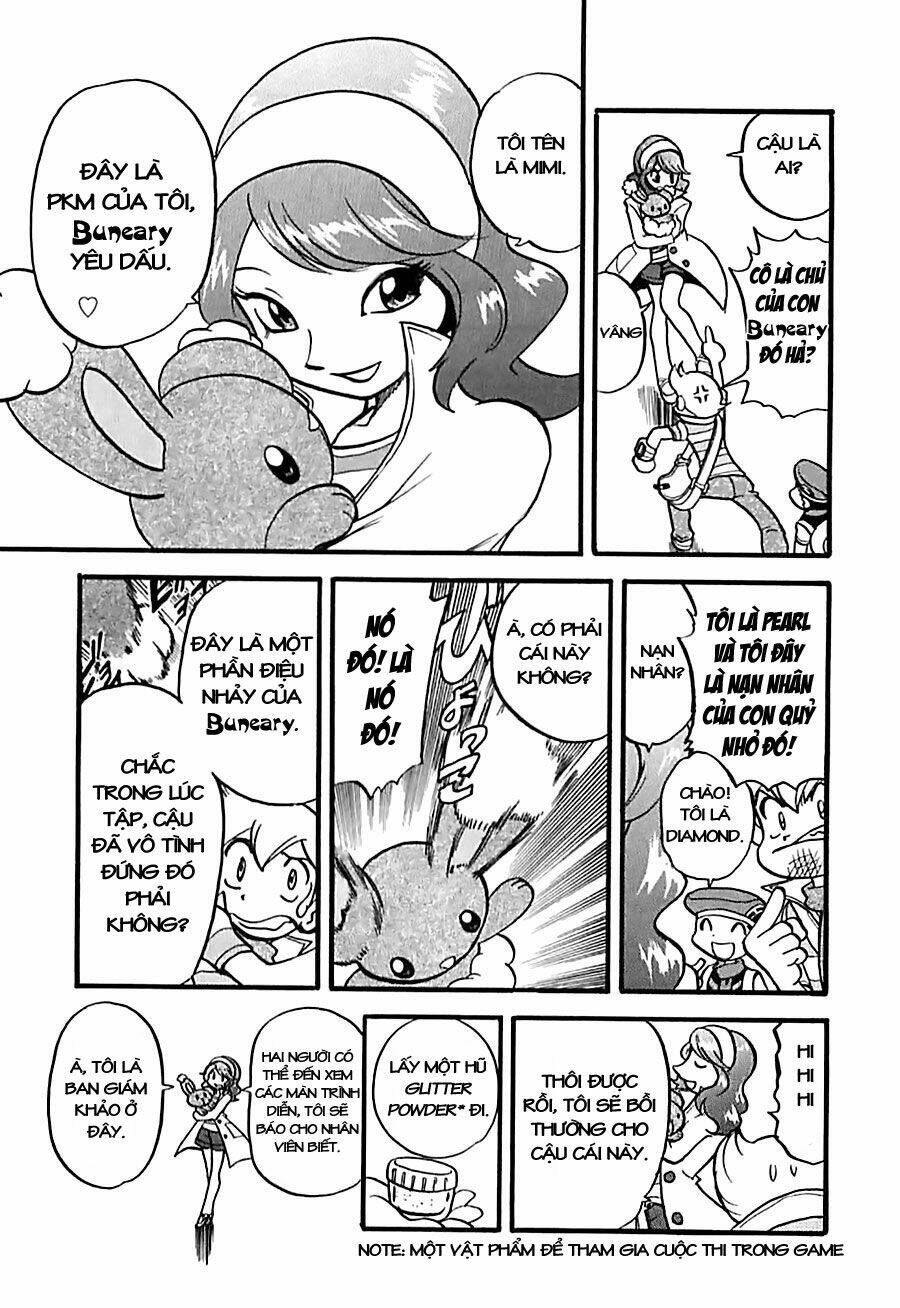 CẬU LÀ
AI?
CÔ LÀ CHỦ
CỦA CON
Buneary
ĐÓ HẢ?
VÂNG
TÔI TÊN
LÀ MIMI.
ĐÂY LÀ
PKM CỦA TÔI,
Buneary
YÊU DẤU.
♡
TÔI LÀ PEARL
VÀ TÔI ĐÂY
LÀ NẠN NHÂN
CỦA CON QUỶ
NHỎ ĐÓ!
NẠN
NHÂN?
CHÀO!
TÔI LÀ
DIAMOND.
À, CÓ PHẢI
CÁI NÀY
KHÔNG?
NÓ
ĐÓ! LÀ
NÓ
ĐÓ!
ĐÂY LÀ MỘT
PHẦN ĐIỆU
NHẢY CỦA
Buneary.
CHẮC
TRONG LÚC
TẬP, CẬU
ĐÃ VÔ TÌNH
ĐỨNG ĐÓ
PHẢI
KHÔNG?
HI
HI
HI
THÔI ĐƯỢC
RỒI, TÔI SẼ BỒI
THƯỜNG CHO
CẬU CÁI NÀY.
LẤY MỘT HŨ
GLITTER
POWDER* ĐI.
HAI NGƯỜI CÓ
THỂ ĐẾN XEM
CÁC MÀN TRÌNH
DIỄN, TÔI SẼ
BÁO CHO NHÂN
VIÊN BIẾT.
À, TÔI LÀ
BAN GIÁM
KHẢO Ở
ĐÂY.
NOTE: MỘT VẬT PHẨM ĐỂ THAM GIA CUỘC THI TRONG GAME